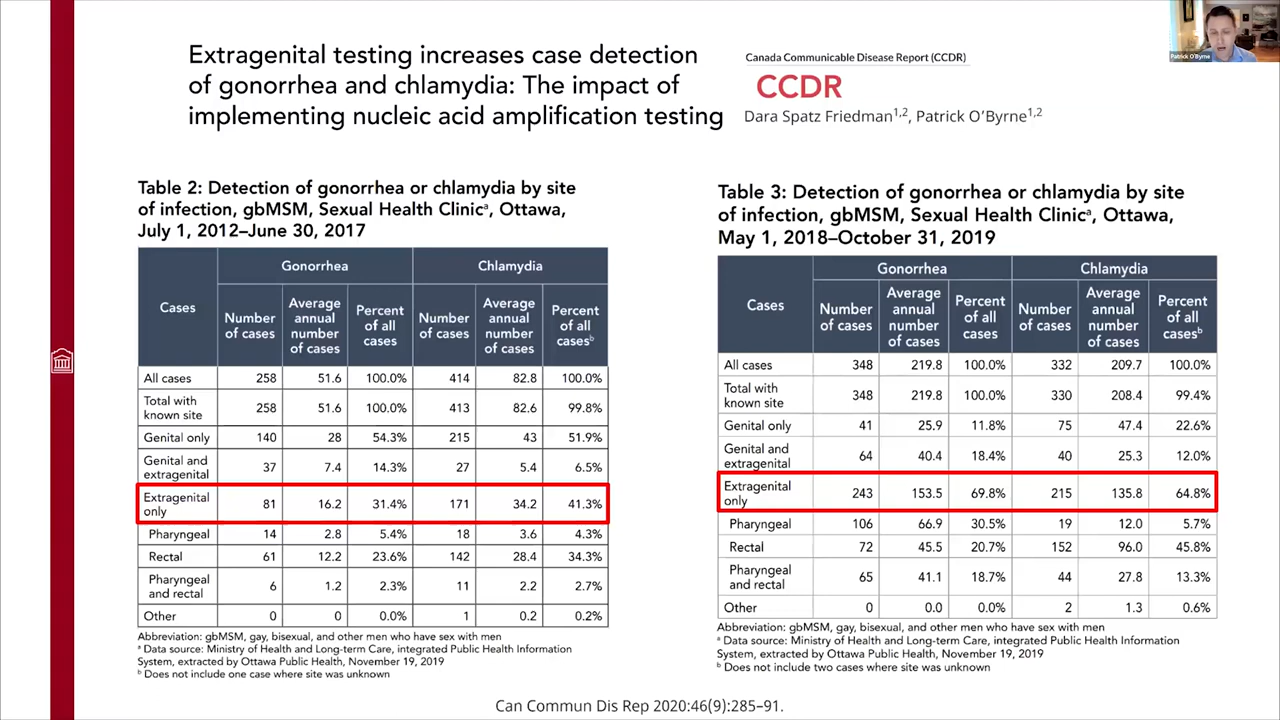 Extragenital testing increases case detection
of gonorrhea and chlamydia: The impact of
implementing nucleic acid amplification testing
Canada Communicable Disease Report (CCDR)
CCDR
Dara Spatz Friedman1,2, Patrick O'Byrne1,2
Patrick O'Byrne
Table 2: Detection of gonorrhea or chlamydia by site
of infection, gbMSM, Sexual Health Clinica, Ottawa,
July 1, 2012–June 30, 2017
Cases
Gonorrhea
Chlamydia
Number
of cases
Average
annual
number
of cases
Percent
of all
cases
Number
of cases
Average
annual
number
of cases
Percent
of all
casesb
All cases 258 51.6 100.0% 414 82.8 100.0%
Total with
known site 258 51.6 100.0% 413 82.6 99.8%
Genital only 140 28 54.3% 215 43 51.9%
Genital and
extragenital 37 7.4 14.3% 27 5.4 6.5%
Extragenital
only 81 16.2 31.4% 171 34.2 41.3%
Pharyngeal 14 2.8 5.4% 18 3.6 4.3%
Rectal 61 12.2 23.6% 142 28.4 34.3%
Pharyngeal
and rectal 6 1.2 2.3% 11 2.2 2.7%
Other 0 0 0.0% 1 0.2 0.2%
Abbreviation: gbMSM, gay, bisexual, and other men who have sex with men
a Data source: Ministry of Health and Long-term Care, integrated Public Health Information
System, extracted by Ottawa Public Health, November 19, 2019
b Does not include one case where site was unknown
Table 3: Detection of gonorrhea or chlamydia by site
of infection, gbMSM, Sexual Health Clinica, Ottawa,
May 1, 2018–October 31, 2019
Cases
Gonorrhea
Chlamydia
Number
of cases
Average
annual
number
of cases
Percent
of all
cases
Number
of cases
Average
annual
number
of cases
Percent
of all
casesb
All cases 348 219.8 100.0% 332 209.7 100.0%
Total with
known site 348 219.8 100.0% 330 208.4 99.4%
Genital only 41 25.9 11.8% 75 47.4 22.6%
Genital and
extragenital 64 40.4 18.4% 40 25.3 12.0%
Extragenital
only 243 153.5 69.8% 215 135.8 64.8%
Pharyngeal 106 66.9 30.5% 19 12.0 5.7%
Rectal 72 45.5 20.7% 152 96.0 45.8%
Pharyngeal
and rectal 65 41.1 18.7% 44 27.8 13.3%
Other 0 0.0 0.0% 2 1.3 0.6%
Abbreviation: gbMSM, gay, bisexual, and other men who have sex with men
a Data source: Ministry of Health and Long-term Care, integrated Public Health Information
System, extracted by Ottawa Public Health, November 19, 2019
b Does not include two cases where site was unknown
Can Commun Dis Rep 2020:46(9):285–91.